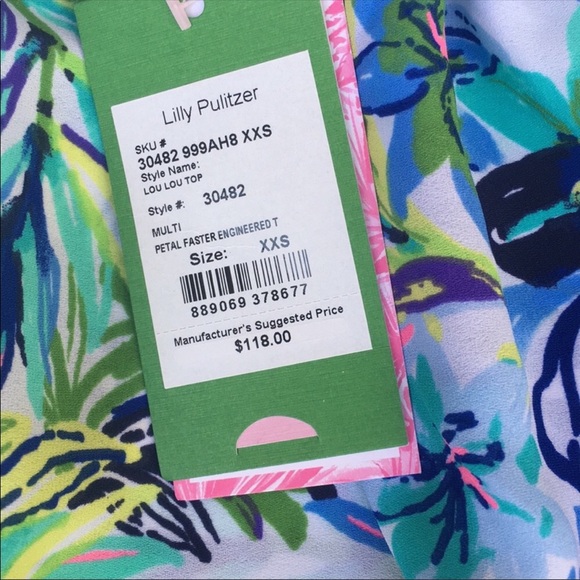 Lilly Pulitzer
SKU #
30482 999AH8 XXS
Style Name:
LOU LOU TOP
Style #: 30482
MULTI
PETAL FASTER ENGINEERED T
Size: XXS
889069 378677
Manufacturer's Suggested Price
$118.00